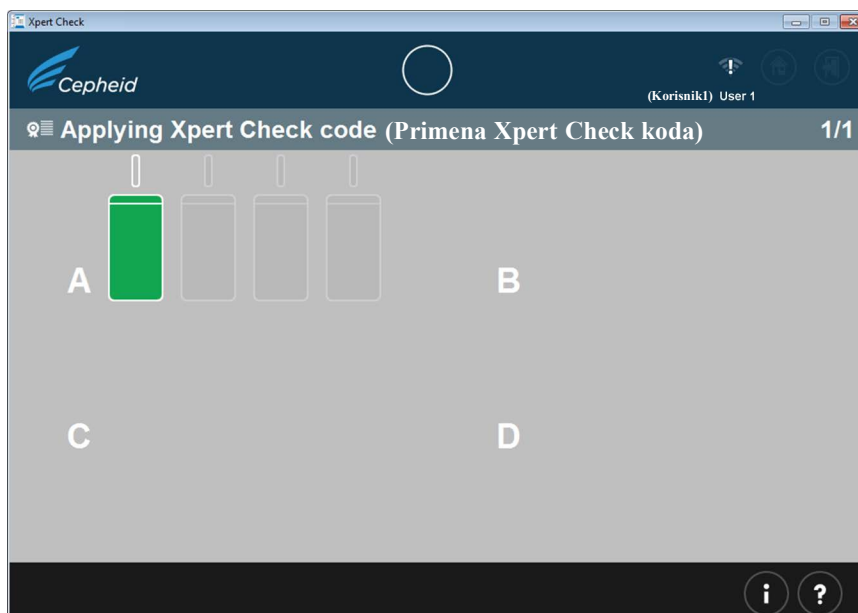 Xpert Check
Cepheid
(Korisnik1) User 1
Applying Xpert Check code (Primena Xpert Check koda) 1/1
A B
C D
i ?